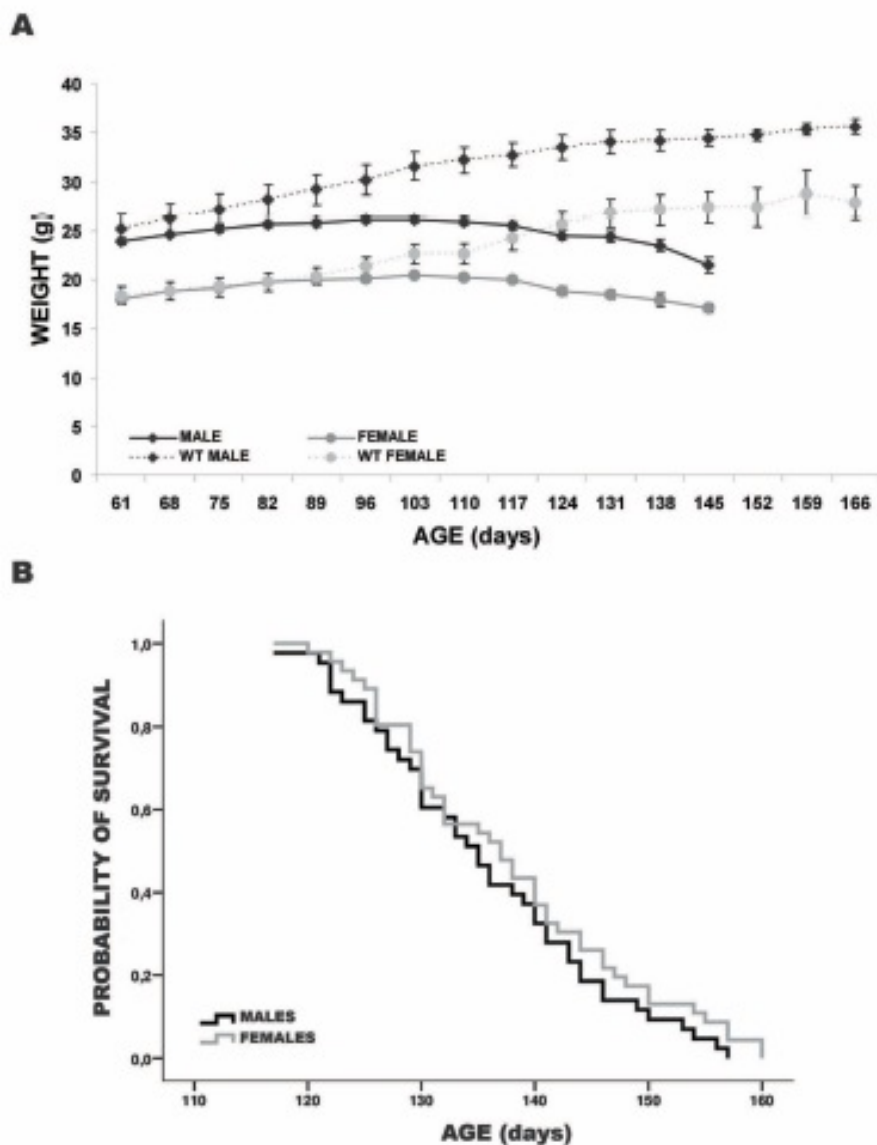 A
40
35
30
25
20
15
10
5
0
WEIGHT (g)
MALE FEMALE
WT MALE WT FEMALE
61 68 75 82 89 96 103 110 117 124 131 138 145 152 159 166
AGE (days)
B
1,0
0,8
0,6
0,4
0,2
0,0
PROBABILITY OF SURVIVAL
MALES
FEMALES
110 120 130 140 150 160
AGE (days)